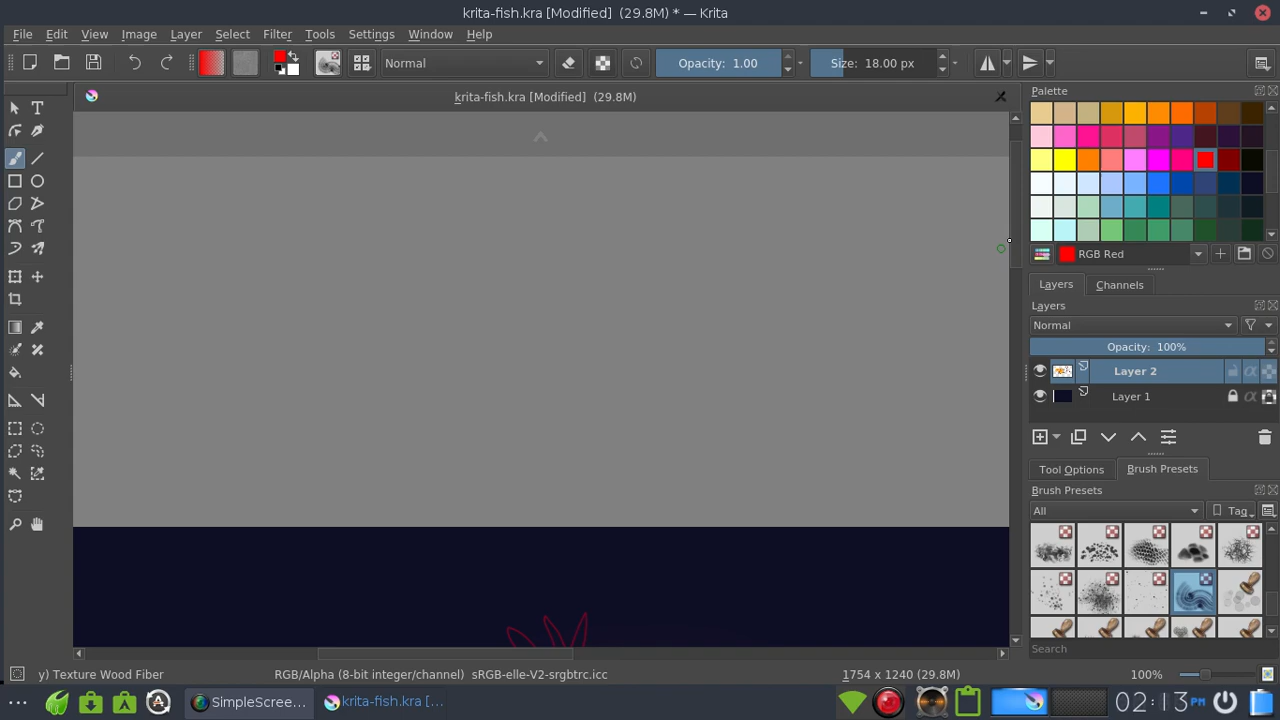 krita-fish.kra [Modified]  (29.8M) * — Krita
File Edit View Image Layer Select Filter Tools Settings Window Help
Normal Opacity: 1.00 Size: 18.00 px
krita-fish.kra [Modified]  (29.8M)
Palette
RGB Red
Layers Channels
Layers
Normal
Opacity: 100%
Layer 2
Layer 1
Tool Options Brush Presets
Brush Presets
All Tag
Search
y) Texture Wood Fiber RGB/Alpha (8-bit integer/channel)  sRGB-elle-V2-srgbtrc.icc 1754 x 1240 (29.8M) 100%
SimpleScree... krita-fish.kra [... 02:13PM